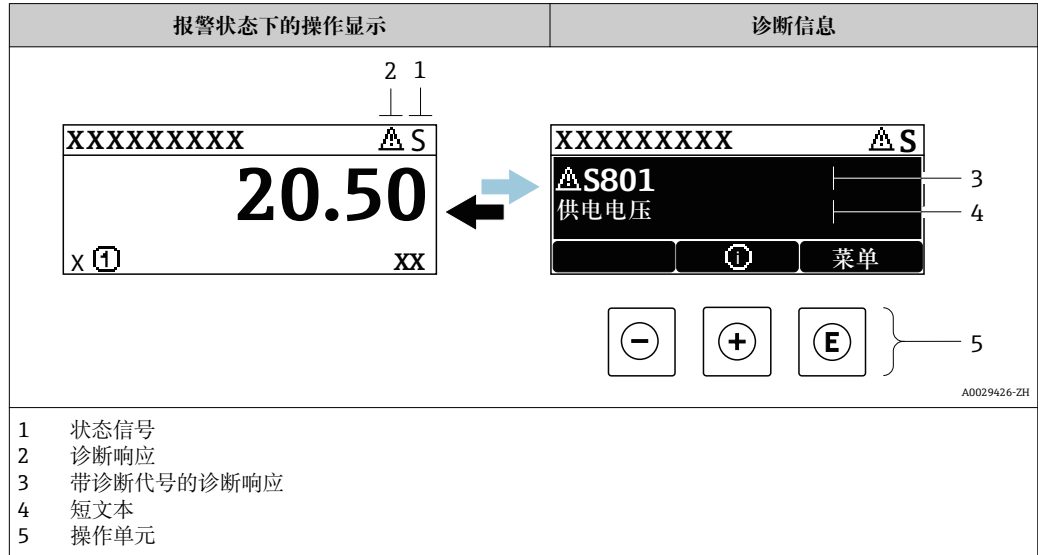 报警状态下的操作显示
诊断信息
2 1
XXXXXXXXX S
20.50
X 1 XX
XXXXXXXXX S
S801
供电电压
i 菜单
3
4
- + E
5
A0029426-ZH
1 状态信号
2 诊断响应
3 带诊断代号的诊断响应
4 短文本
5 操作单元